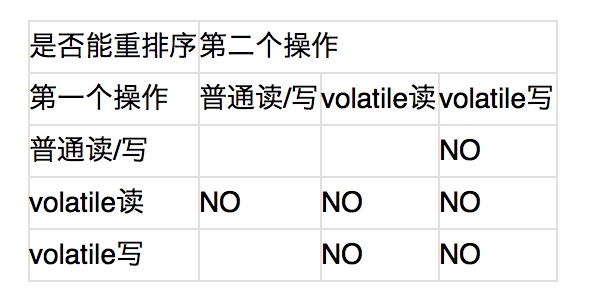 是否能重排序 第二个操作
第一个操作 普通读/写 volatile读 volatile写
普通读/写 NO
volatile读 NO NO NO
volatile写 NO NO